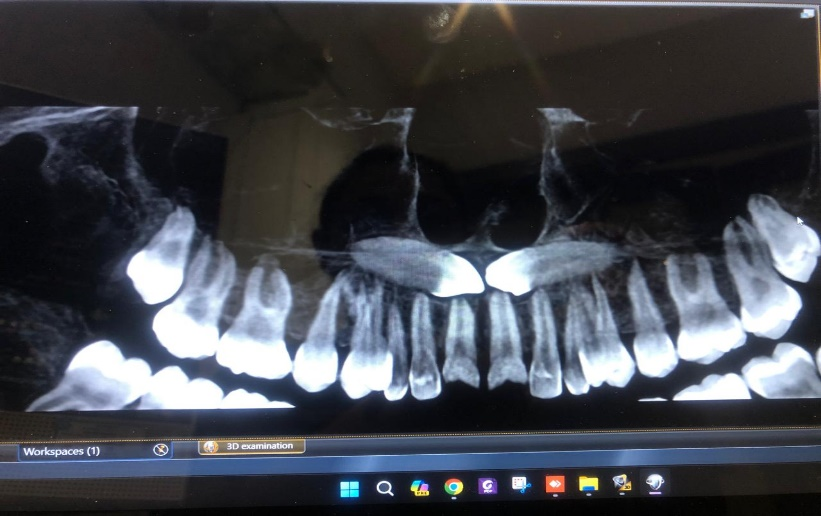 Workspaces (1)
3D examination